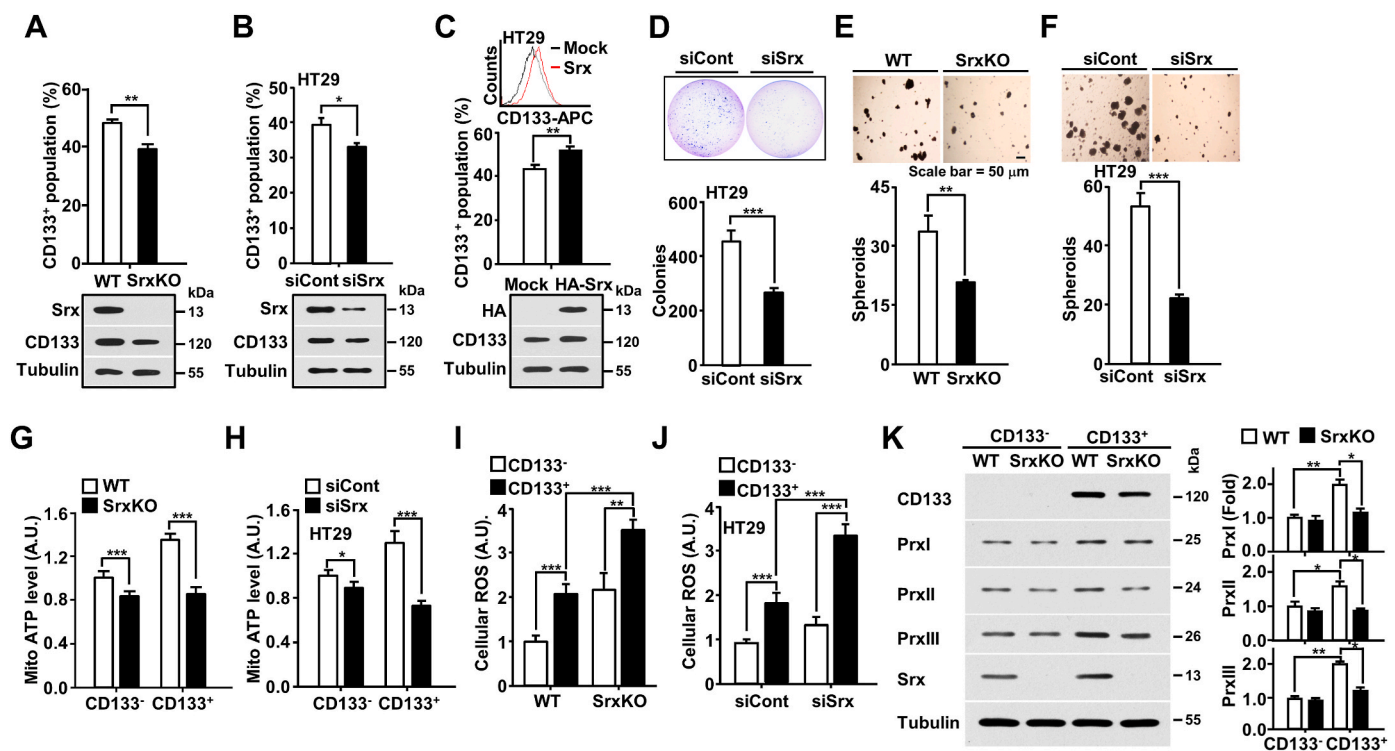 A
CD133+ population (%)
80
60
40
20
0
**
WT SrxKO
kDa
Srx
13
CD133
120
Tubulin
55
B
HT29
CD133+ population (%)
50
40
30
20
10
0
*
siCont siSrx
kDa
Srx
13
CD133
120
Tubulin
55
C
HT29
Mock
Srx
Counts
CD133-APC
CD133 + population (%)
60
40
20
0
**
Mock HA-Srx
kDa
HA
13
CD133
120
Tubulin
55
D
siCont siSrx
HT29
Colonies
600
400
200
0
***
siCont siSrx
E
WT SrxKO
Scale bar = 50 μm
Spheroids
45
30
15
0
**
WT SrxKO
F
siCont siSrx
HT29
Spheroids
60
40
20
0
***
siCont siSrx
G
WT
SrxKO
Mito ATP level (A.U.)
1.6
1.2
0.8
0.4
0.0
***
***
CD133- CD133+
H
siCont
siSrx
HT29
Mito ATP level (A.U.)
1.6
1.2
0.8
0.4
0.0
*
***
CD133- CD133+
I
CD133-
CD133+
Cellular ROS (A.U).
4
3
2
1
0
***
**
***
WT SrxKO
J
CD133-
CD133+
HT29
Cellular ROS (A.U.)
4
3
2
1
0
***
***
***
siCont siSrx
K
CD133- CD133+
WT SrxKO WT SrxKO
kDa
CD133
120
PrxI
25
PrxII
24
PrxIII
26
Srx
13
Tubulin
55
WT SrxKO
PrxI (Fold)
2.0
1.0
0.0
**
*
PrxII
2.0
1.0
0.0
*
*
PrxIII
2.0
1.0
0.0
**
*
CD133- CD133+